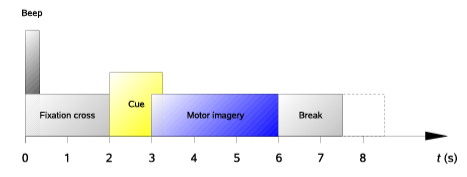 Beep
Cue
Fixation cross
Motor imagery
Break
0 1 2 3 4 5 6 7 8 t (s)